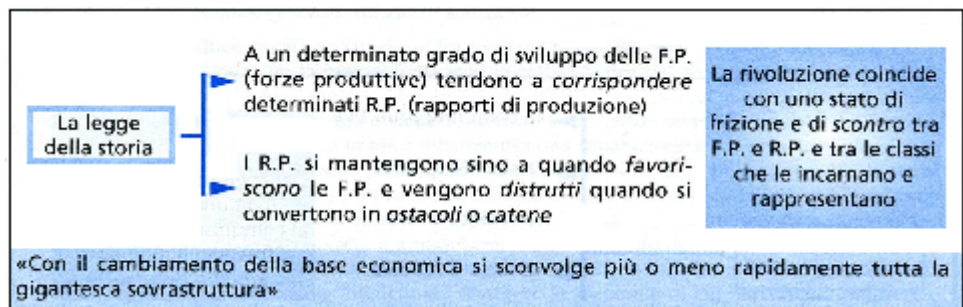 La legge
della storia
A un determinato grado di sviluppo delle F.P.
(forze produttive) tendono a corrispondere
determinati R.P. (rapporti di produzione)
I R.P. si mantengono sino a quando favori-
scono le F.P. e vengono distrutti quando si
convertono in ostacoli o catene
La rivoluzione coincide
con uno stato di
frizione e di scontro tra
F.P. e R.P. e tra le classi
che le incarnano e
rappresentano
«Con il cambiamento della base economica si sconvolge più o meno rapidamente tutta la
gigantesca sovrastruttura»